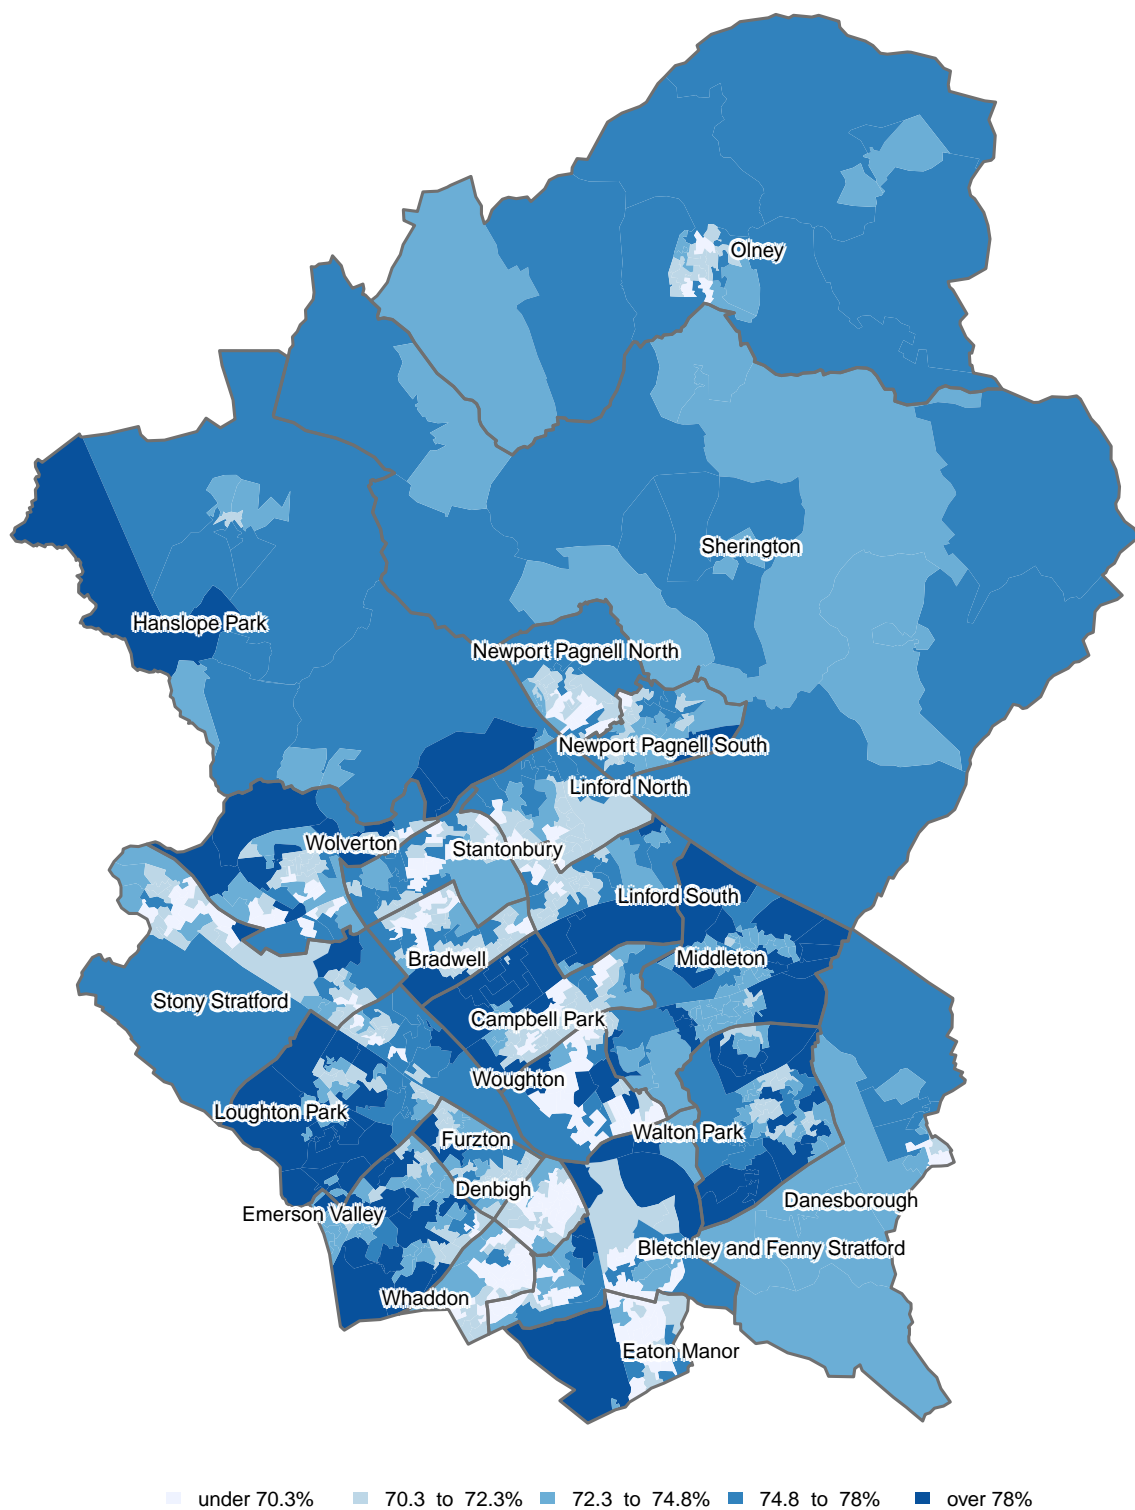 Olney
Sherington
Hanslope Park
Newport Pagnell North
Newport Pagnell South
Linford North
Wolverton
Stantonbury
Linford South
Bradwell
Middleton
Stony Stratford
Campbell Park
Woughton
Loughton Park
Furzton
Walton Park
Denbigh
Danesborough
Emerson Valley
Bletchley and Fenny Stratford
Whaddon
Eaton Manor
under 70.3% 70.3 to 72.3% 72.3 to 74.8% 74.8 to 78% over 78%